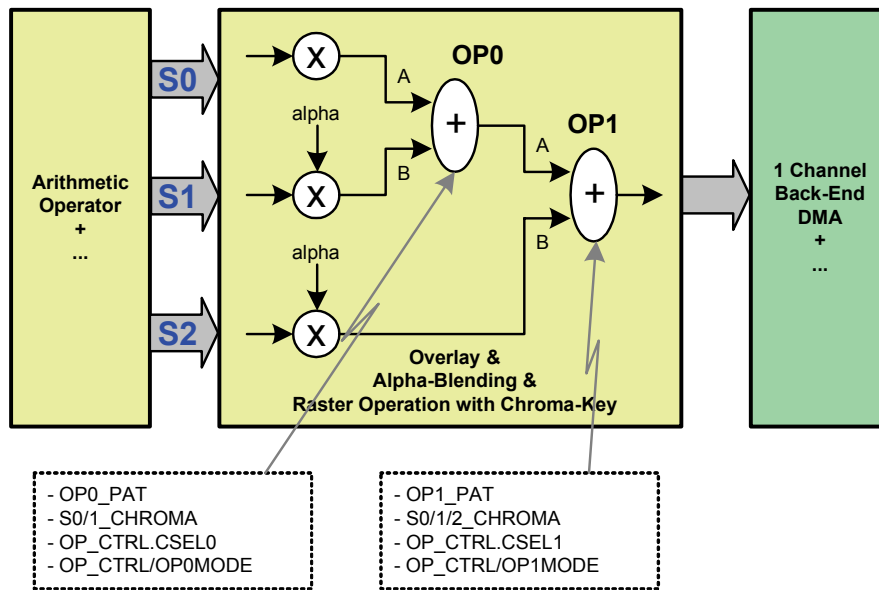 Arithmetic
Operator
+
...
S0
S1
S2
X
alpha
X
alpha
X
A
B
OP0
+
A
B
OP1
+
Overlay &
Alpha-Blending &
Raster Operation with Chroma-Key
1 Channel
Back-End
DMA
+
...
- OP0_PAT
- S0/1_CHROMA
- OP_CTRL.CSEL0
- OP_CTRL/OP0MODE
- OP1_PAT
- S0/1/2_CHROMA
- OP_CTRL.CSEL1
- OP_CTRL/OP1MODE